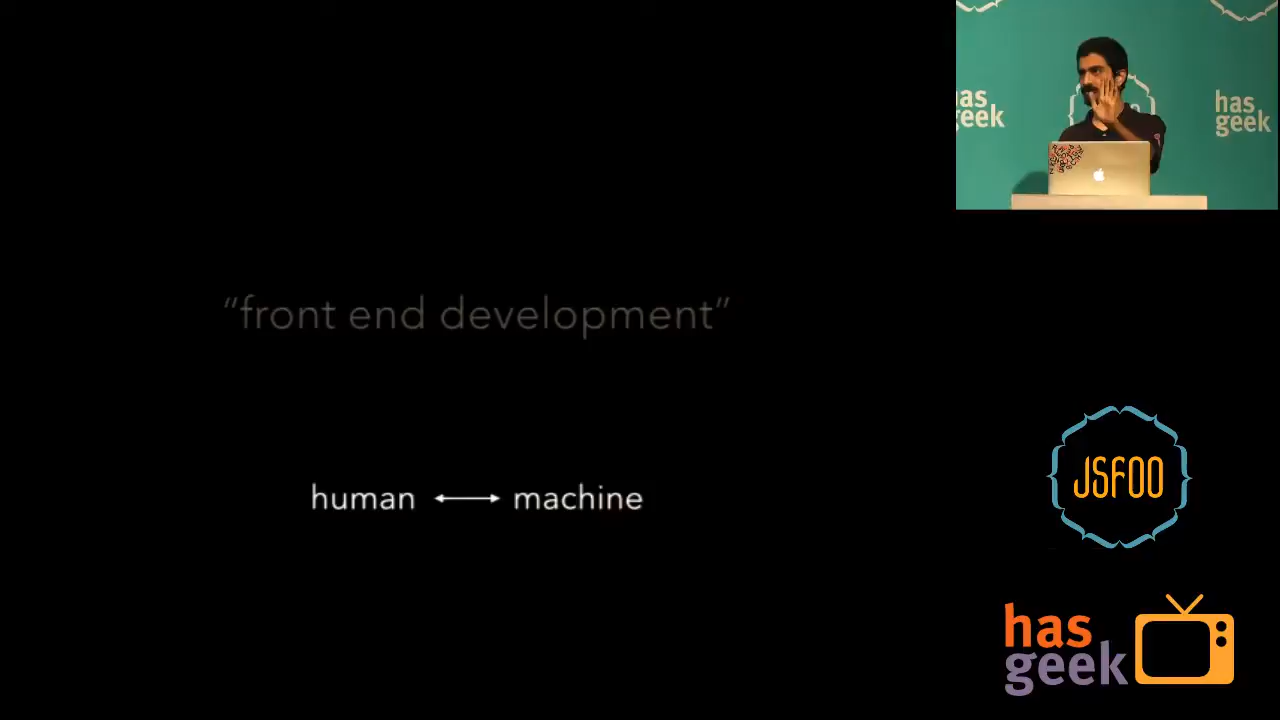 “front end development”
human ↔ machine
has
geek
has
geek
JSFOO
has
geek